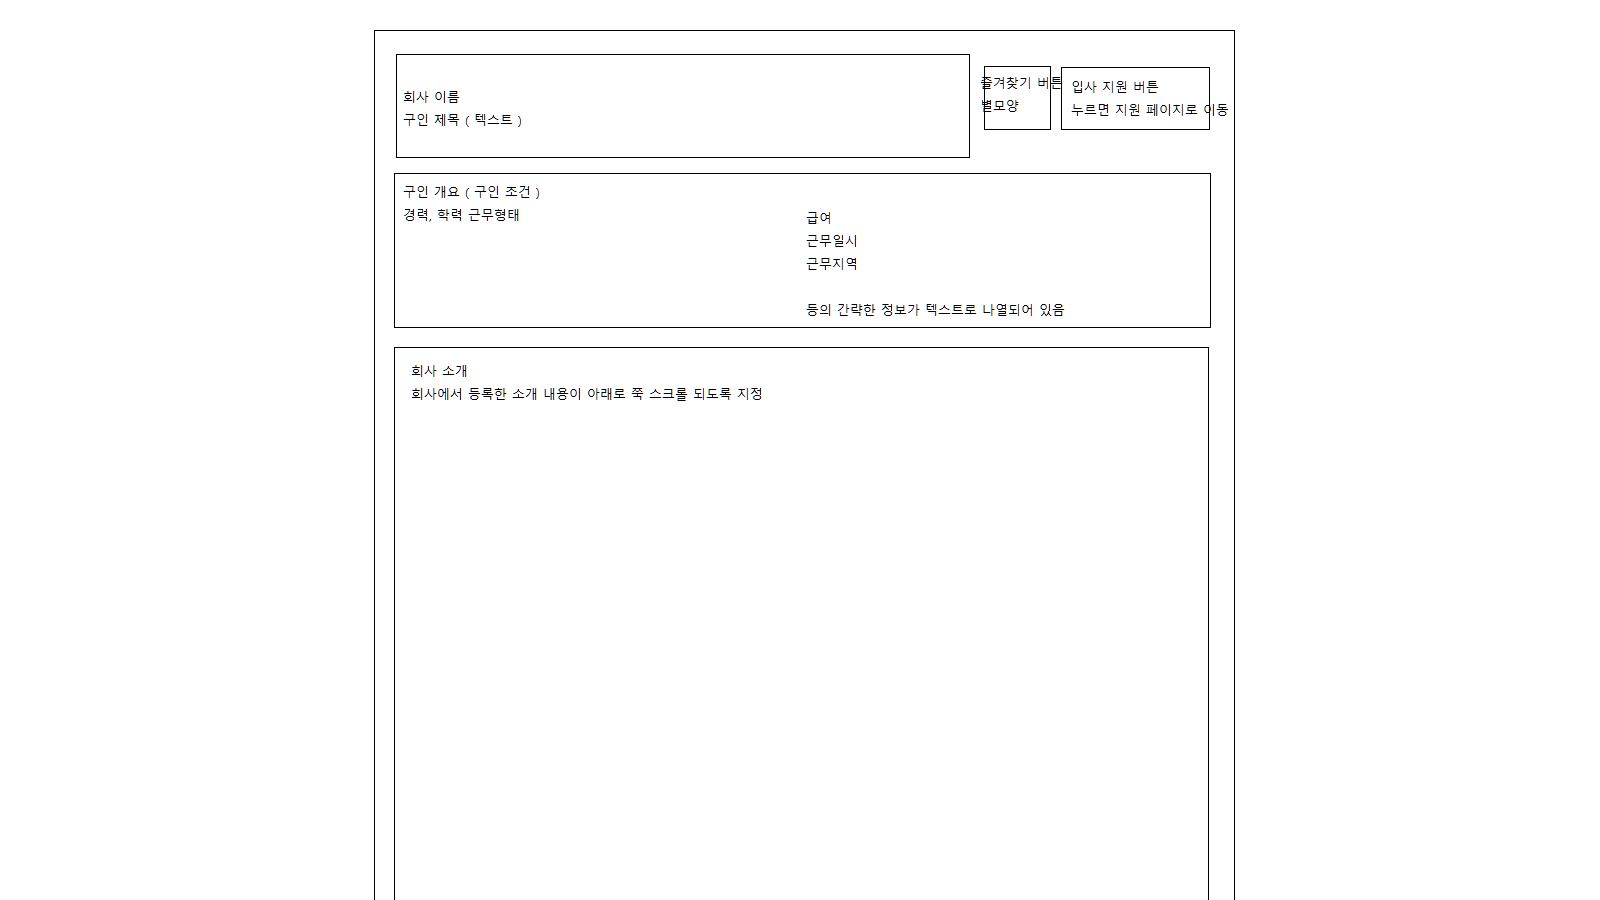 회사 이름
구인 제목 ( 텍스트 )
즐겨찾기 버튼
별모양
입사 지원 버튼
누르면 지원 페이지로 이동
구인 개요 ( 구인 조건 )
경력, 학력 근무형태
급여
근무일시
근무지역
등의 간략한 정보가 텍스트로 나열되어 있음
회사 소개
회사에서 등록한 소개 내용이 아래로 쭉 스크롤 되도록 지정